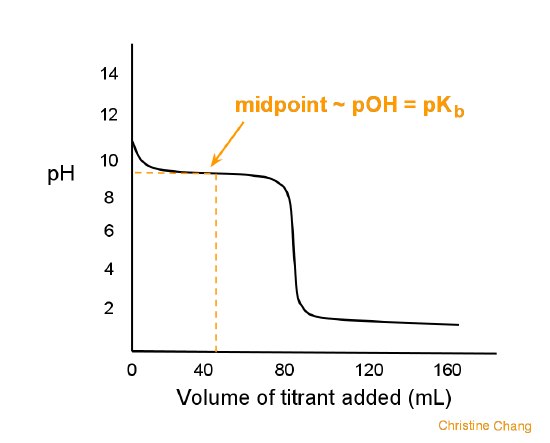 14
midpoint ~ pOH = pKb
12
10
pH
8
6
4
2
0 40 80 120 160
Volume of titrant added (mL)
Christine Chang